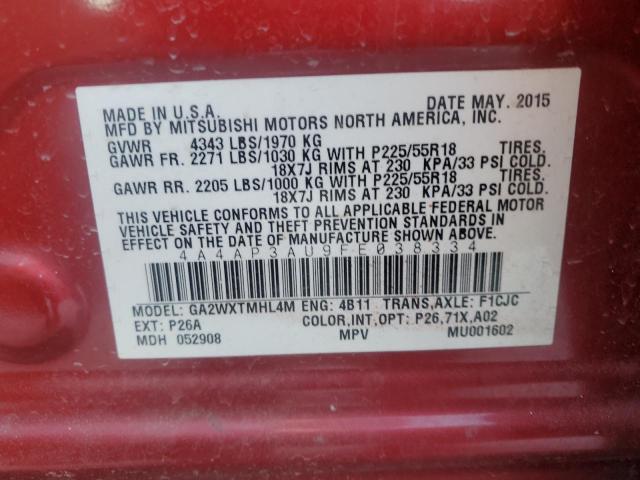 MADE IN U.S.A. DATE MAY. 2015
MFD BY MITSUBISHI MOTORS NORTH AMERICA, INC.
GVWR 4343 LBS/1970 KG
GAWR FR. 2271 LBS/1030 KG WITH P225/55R18 TIRES.
18X7J RIMS AT 230 KPA/33 PSI COLD.
GAWR RR. 2205 LBS/1000 KG WITH P225/55R18 TIRES.
18X7J RIMS AT 230 KPA/33 PSI COLD.
THIS VEHICLE CONFORMS TO ALL APPLICABLE FEDERAL MOTOR
VEHICLE SAFETY AND THEFT PREVENTION STANDARDS IN
EFFECT ON THE DATE OF MANUFACTURE SHOWN ABOVE.
4A4AP3AU9FE038334
MODEL: GA2WXTMHL4M ENG: 4B11 TRANS,AXLE: F1CJC
EXT: P26A COLOR,INT,OPT: P26,71X,A02
MDH 052908 MPV MU001602